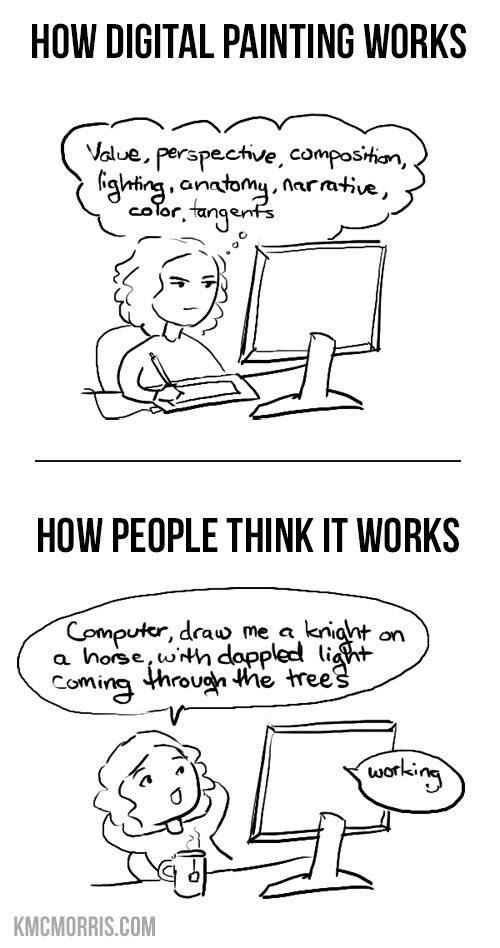 HOW DIGITAL PAINTING WORKS
Value, perspective, composition,
lighting, anatomy, narrative,
color, tangents
HOW PEOPLE THINK IT WORKS
Computer, draw me a knight on
a horse, with dappled light
coming through the trees
working
KMCMORRIS.COM